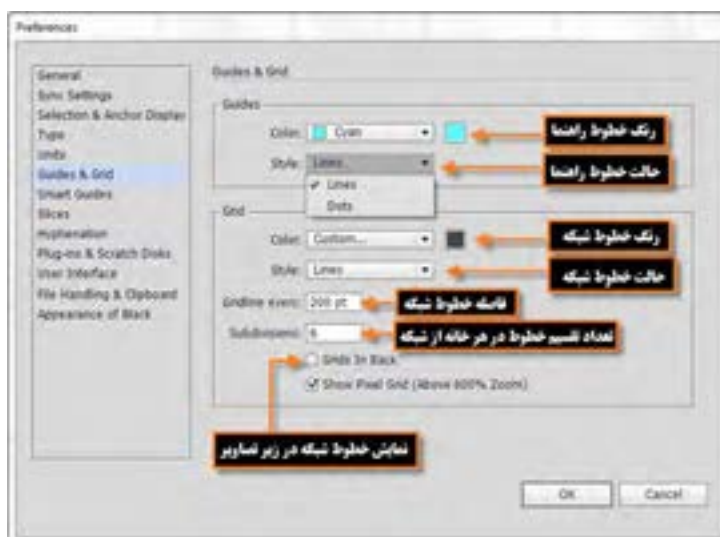 Preferences
General
Sync Settings
Selection & Anchor Display
Type
Units
Guides & Grid
Smart Guides
Slices
Hyphenation
Plug-ins & Scratch Disks
User Interface
File Handling & Clipboard
Appearance of Black
Guides & Grid
Guides
Color: Cyan
رنگ خطوط راهنما
Style: Lines
حالت خطوط راهنما
Lines
Dots
Grid
Color: Custom...
رنگ خطوط شبکه
Style: Lines
حالت خطوط شبکه
Gridline every: 200 pt
فاصله خطوط شبکه
Subdivisions: 6
تعداد تقسیم خطوط در هر خانه از شبکه
Grids In Back
Show Pixel Grid (Above 600% Zoom)
نمایش خطوط شبکه در زیر تصاویر
OK
Cancel